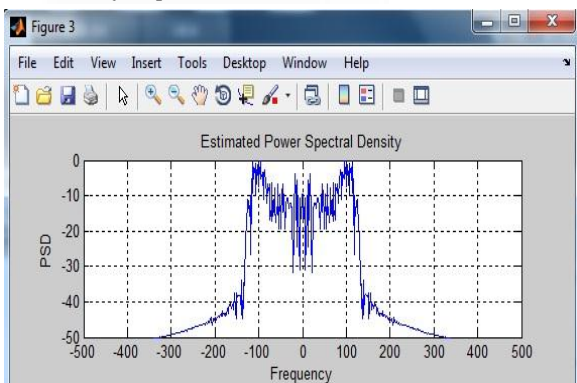 Figure 3
File Edit View Insert Tools Desktop Window Help
Estimated Power Spectral Density
0
-10
-20
-30
-40
-50
PSD
-500 -400 -300 -200 -100 0 100 200 300 400 500
Frequency